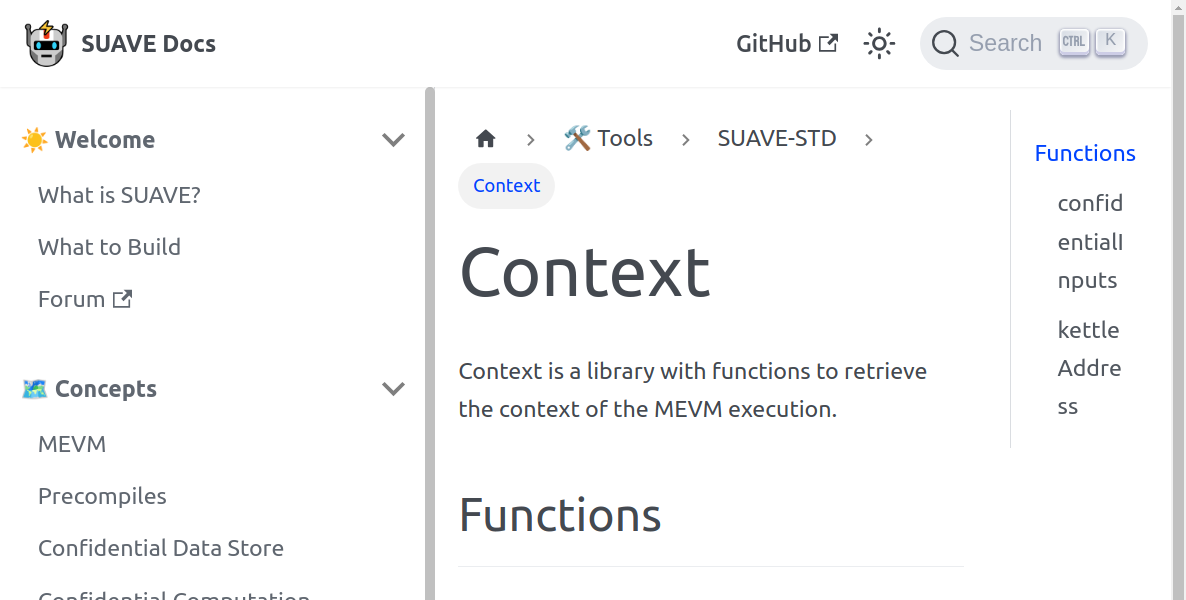 SUAVE Docs
GitHub
Search CTRL K
☀️ Welcome
What is SUAVE?
What to Build
Forum
🗺️ Concepts
MEVM
Precompiles
Confidential Data Store
Confidential Computation
🛠️ Tools
SUAVE-STD
Context
Context
Context is a library with functions to retrieve
the context of the MEVM execution.
Functions
Functions
confid
entialI
nputs
kettle
Addre
ss